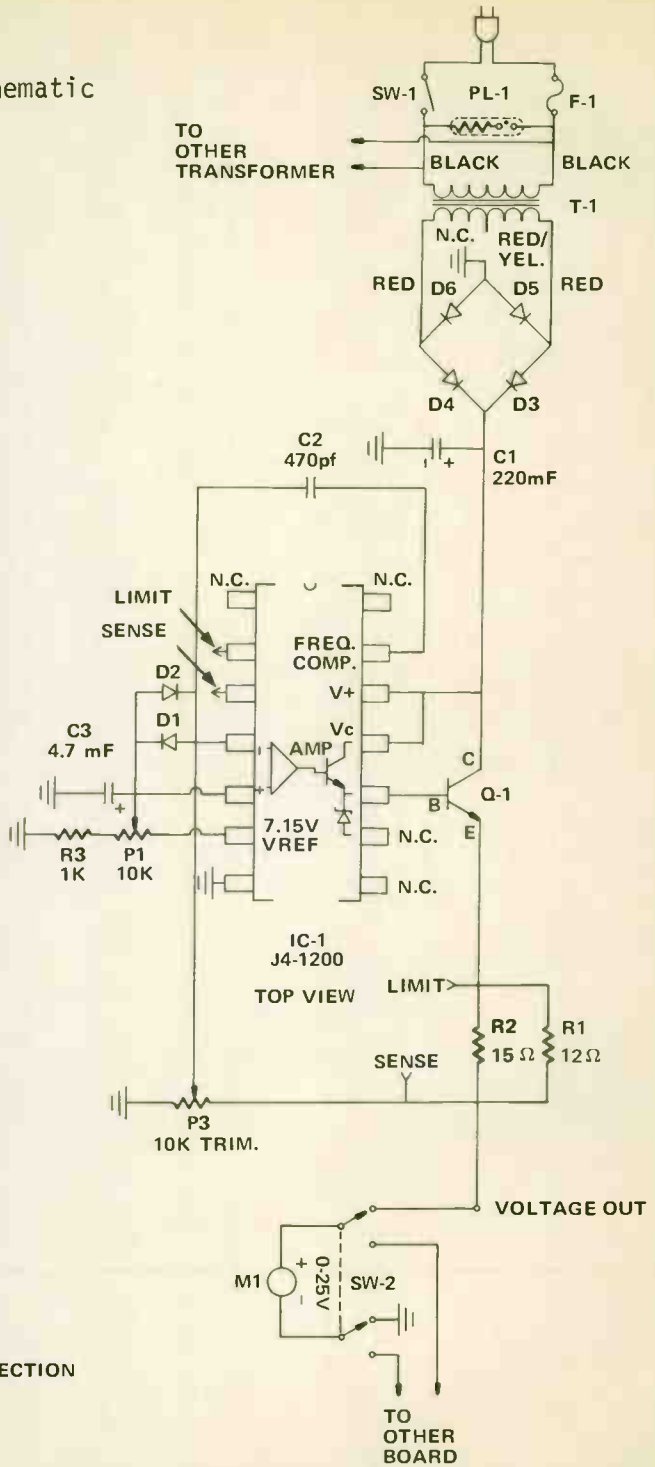 ematic
SW-1
PL-1
F-1
TO
OTHER
TRANSFORMER
BLACK
BLACK
T-1
N.C.
RED/
YEL.
RED
RED
D6
D5
D4
D3
C2
470pf
C1
220mF
N.C.
N.C.
LIMIT
SENSE
FREQ.
COMP.
D2
V+
D1
Vc
C3
4.7 mF
AMP
C
B
Q-1
E
7.15V
VREF
R3
1K
P1
10K
N.C.
N.C.
IC-1
J4-1200
TOP VIEW
LIMIT
R2
15 Ω
R1
12Ω
SENSE
P3
10K TRIM.
VOLTAGE OUT
M1
+
-
0-25V
SW-2
ECTION
TO
OTHER
BOARD